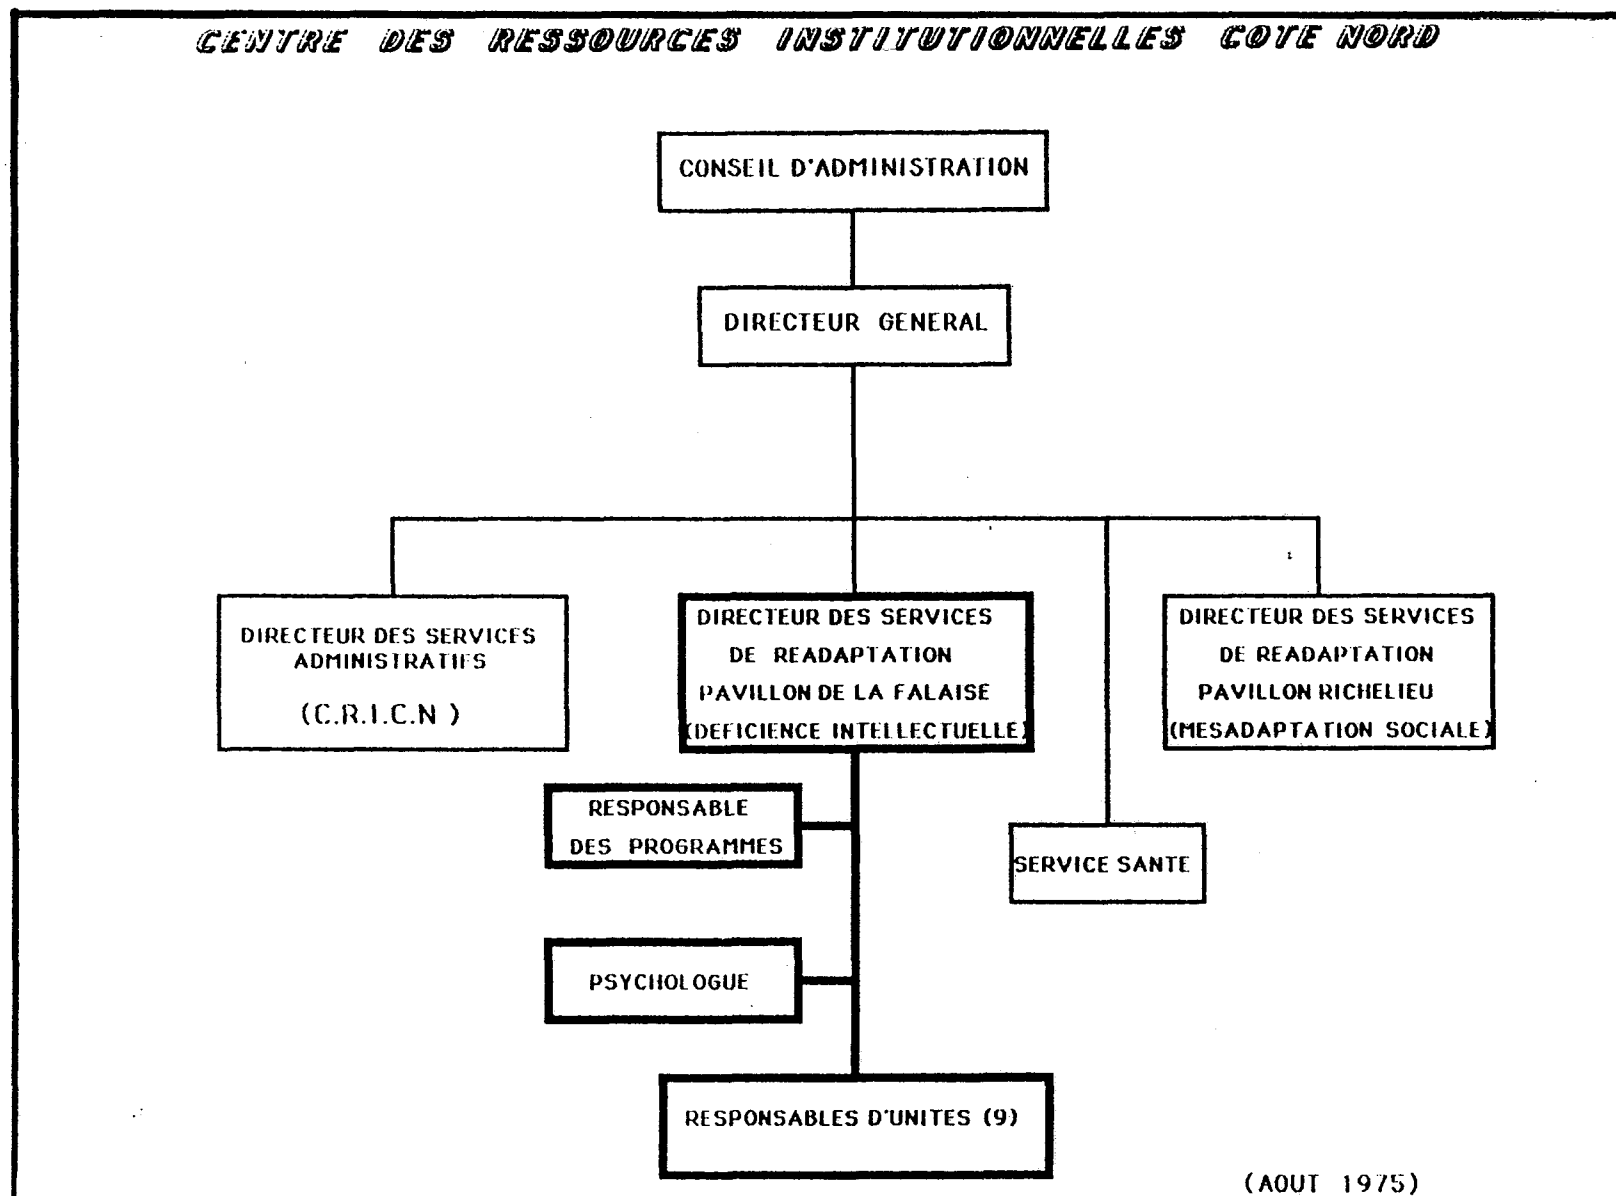 CENTRE DES RESSOURCES INSTITUTIONNELLES COTE NORD
CONSEIL D'ADMINISTRATION
DIRECTEUR GENERAL
DIRECTEUR DES SERVICES
ADMINISTRATIFS
(C.R.I.C.N )
DIRECTEUR DES SERVICES
DE READAPTATION
PAVILLON DE LA FALAISE
(DEFICIENCE INTELLECTUELLE)
DIRECTEUR DES SERVICES
DE READAPTATION
PAVILLON RICHELIEU
(MESADAPTATION SOCIALE)
RESPONSABLE
DES PROGRAMMES
SERVICE SANTE
PSYCHOLOGUE
RESPONSABLES D'UNITES (9)
(AOUT 1975)